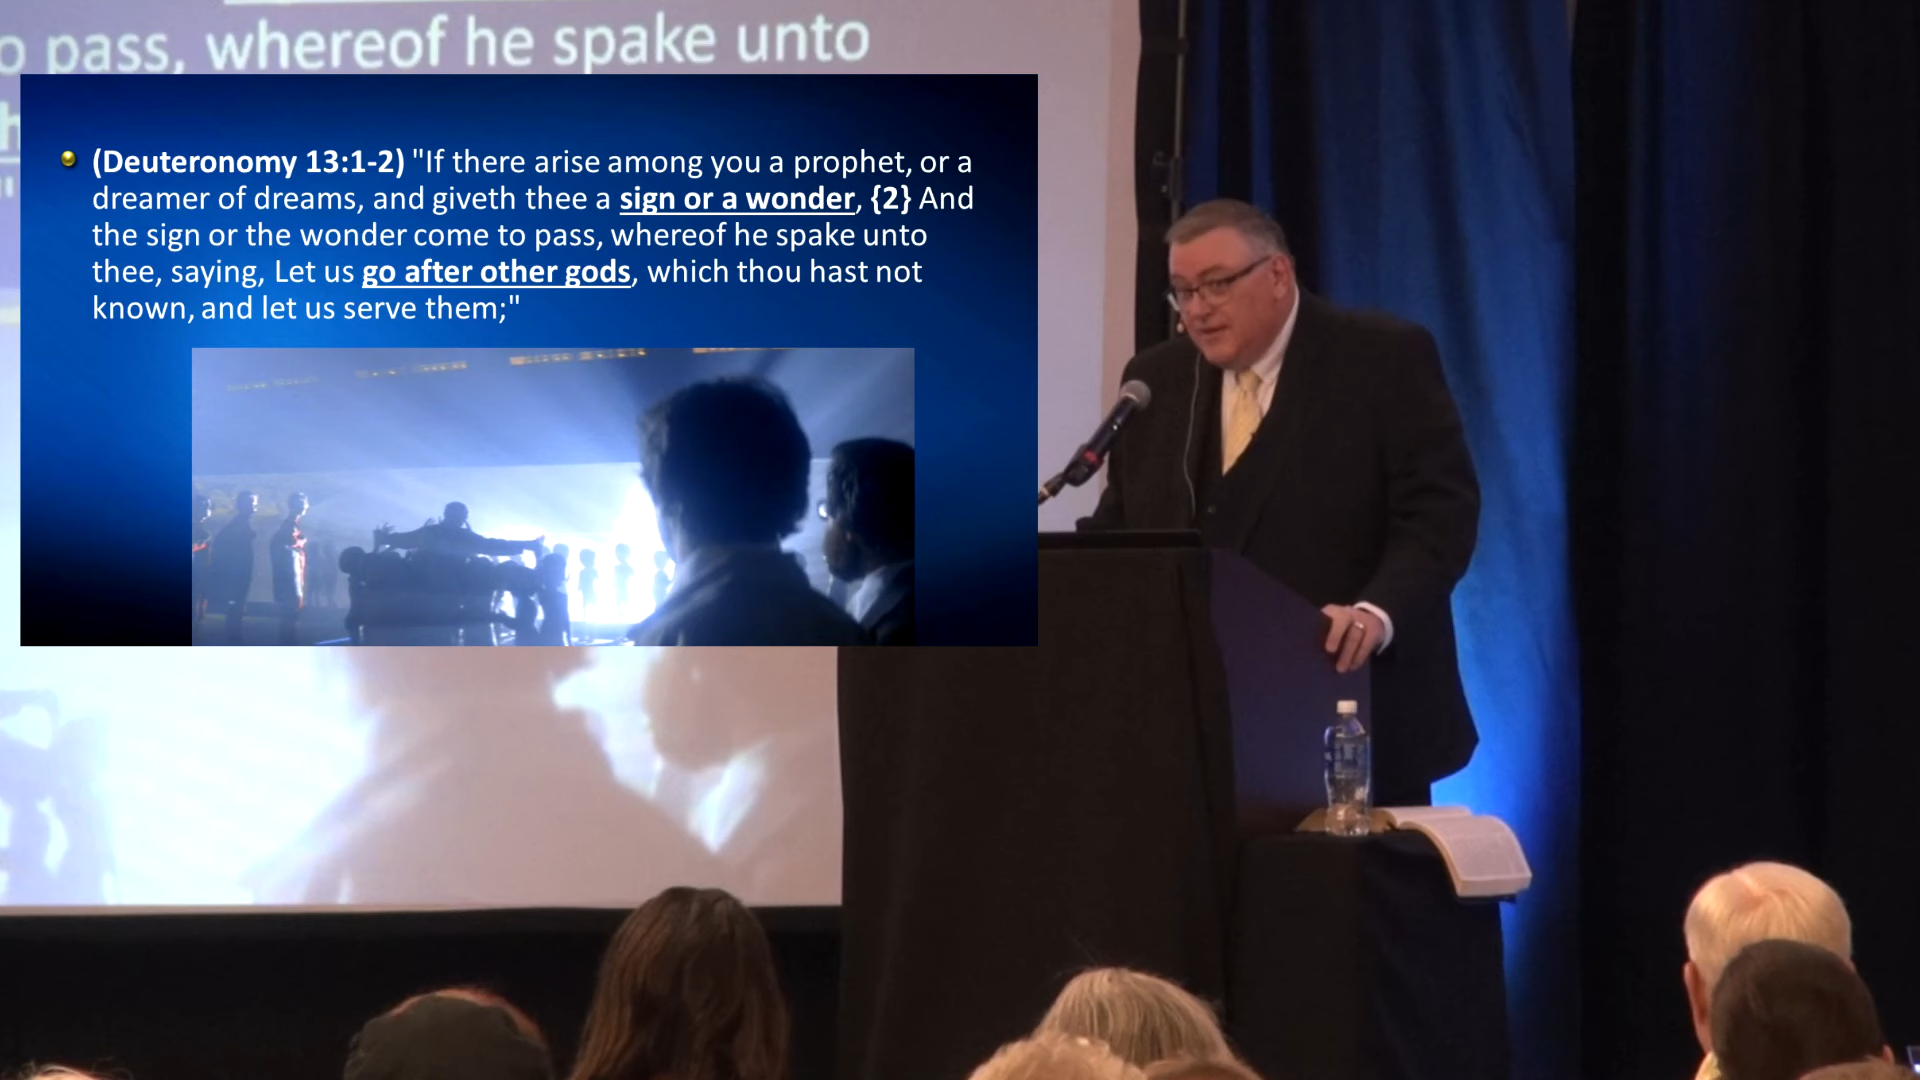 o pass, whereof he spake unto
(Deuteronomy 13:1-2) "If there arise among you a prophet, or a
dreamer of dreams, and giveth thee a sign or a wonder, {2} And
the sign or the wonder come to pass, whereof he spake unto
thee, saying, Let us go after other gods, which thou hast not
known, and let us serve them;"